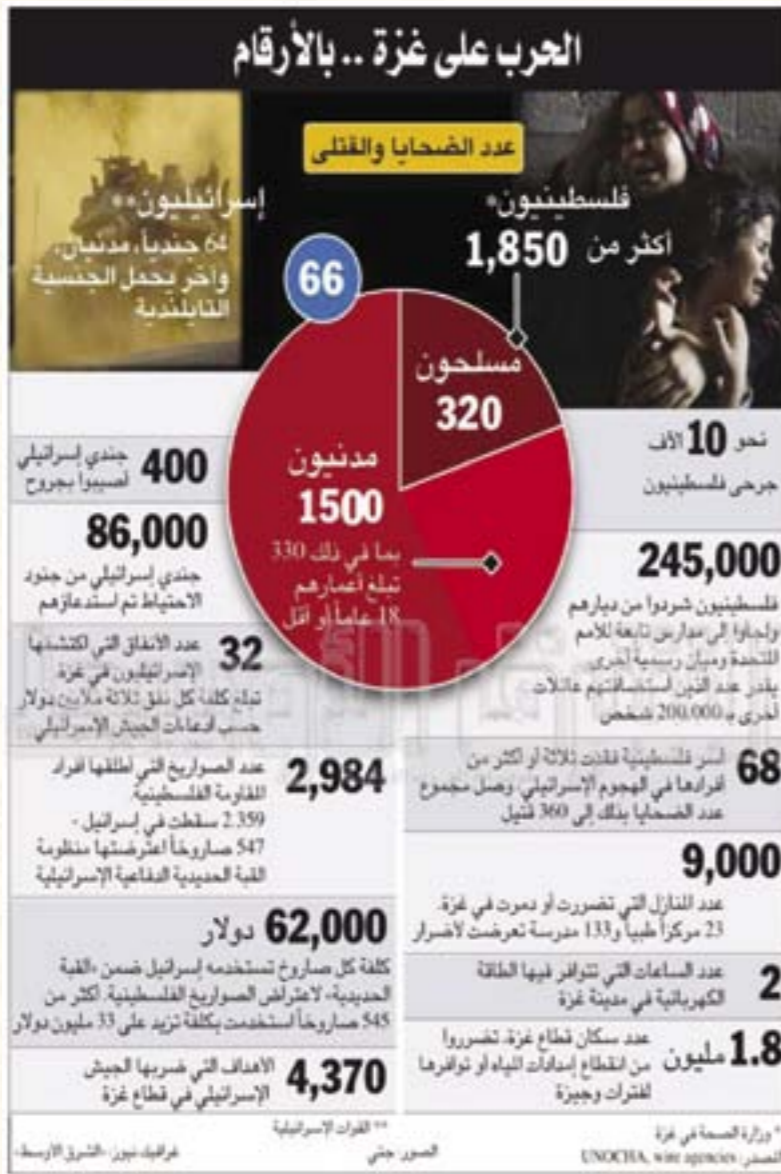 الحرب على غزة .. بالأرقام
عدد الضحايا والقتلى
فلسطينيون*
أكثر من 1,850
إسرائيليون**
64 جندياً، مدنيان،
وآخر يحمل الجنسية
التايلندية
66
مسلحون
320
مدنيون
1500
بما في ذلك 330
تبلغ أعمارهم
18 عاماً أو أقل
نحو 10 آلاف
جرحى فلسطينيون
245,000
فلسطينيون شردوا من ديارهم
ولجأوا إلى مدارس تابعة للأمم
المتحدة ومبان رسمية أخرى
يقدر عدد الذين استضافتهم عائلات
أخرى بـ 200,000 شخص
68
أسر فلسطينية فقدت ثلاثة أو أكثر من
أفرادها في الهجوم الإسرائيلي. وصل مجموع
عدد الضحايا بذلك إلى 360 قتيل
9,000
عدد المنازل التي تضررت أو دمرت في غزة.
23 مركزاً طبياً و133 مدرسة تعرضت لأضرار
2
عدد الساعات التي تتوافر فيها الطاقة
الكهربائية في مدينة غزة
1.8 مليون
عدد سكان قطاع غزة. تضرروا
من انقطاع إمدادات المياه أو توافرها
لفترات وجيزة
400
جندي إسرائيلي
أصيبوا بجروح
86,000
جندي إسرائيلي من جنود
الاحتياط تم استدعاؤهم
32
عدد الأنفاق التي اكتشفها
الإسرائيليون في غزة.
تبلغ كلفة كل نفق ثلاثة ملايين دولار
حسب ادعاءات الجيش الإسرائيلي
2,984
عدد الصواريخ التي أطلقها أفراد
المقاومة الفلسطينية.
2.359 سقطت في إسرائيل -
547 صاروخاً اعترضتها منظومة
القبة الحديدية الدفاعية الإسرائيلية
62,000 دولار
كلفة كل صاروخ تستخدمه إسرائيل ضمن «القبة
الحديدية» لاعتراض الصواريخ الفلسطينية. أكثر من
545 صاروخاً استخدمت بكلفة تزيد على 33 مليون دولار
4,370
الأهداف التي ضربها الجيش
الإسرائيلي في قطاع غزة
* وزارة الصحة في غزة
** القوات الإسرائيلية
المصدر: UNOCHA, wire agencies
الصور جتي
غرافيك نيوز، «الشرق الأوسط»